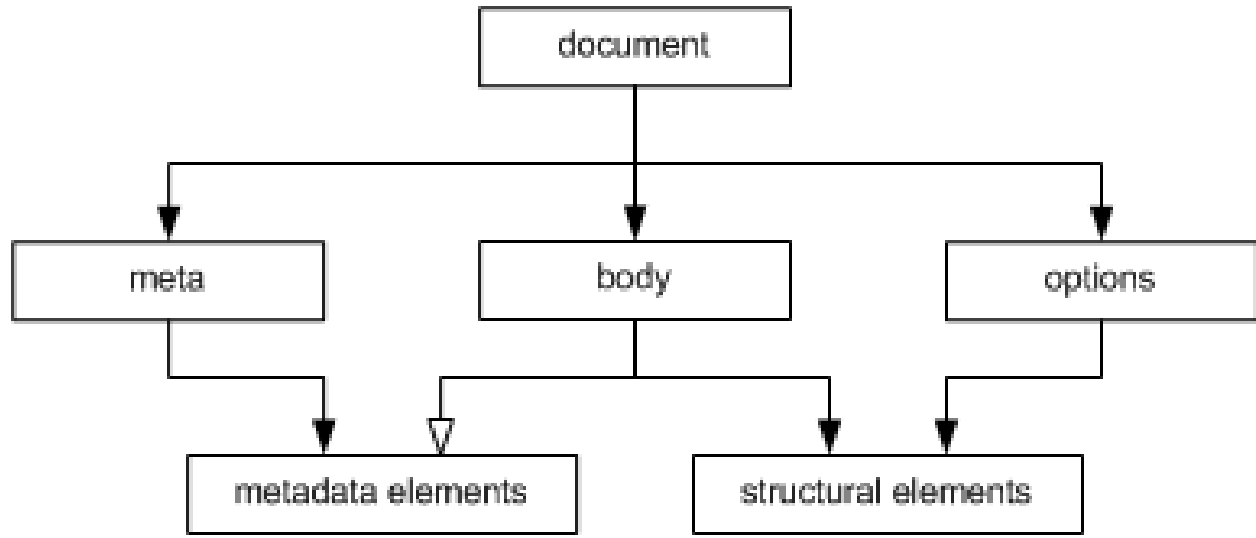 document
meta
body
options
metadata elements
structural elements